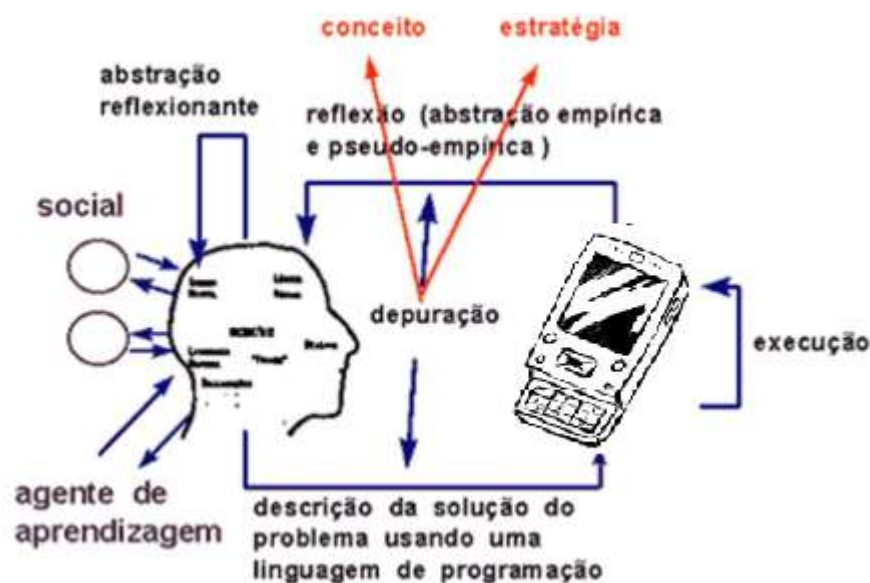 conceito
estratégia
abstração
reflexionante
reflexão (abstração empírica
e pseudo-empírica )
social
depuração
execução
agente de
aprendizagem
descrição da solução do
problema usando uma
linguagem de programação